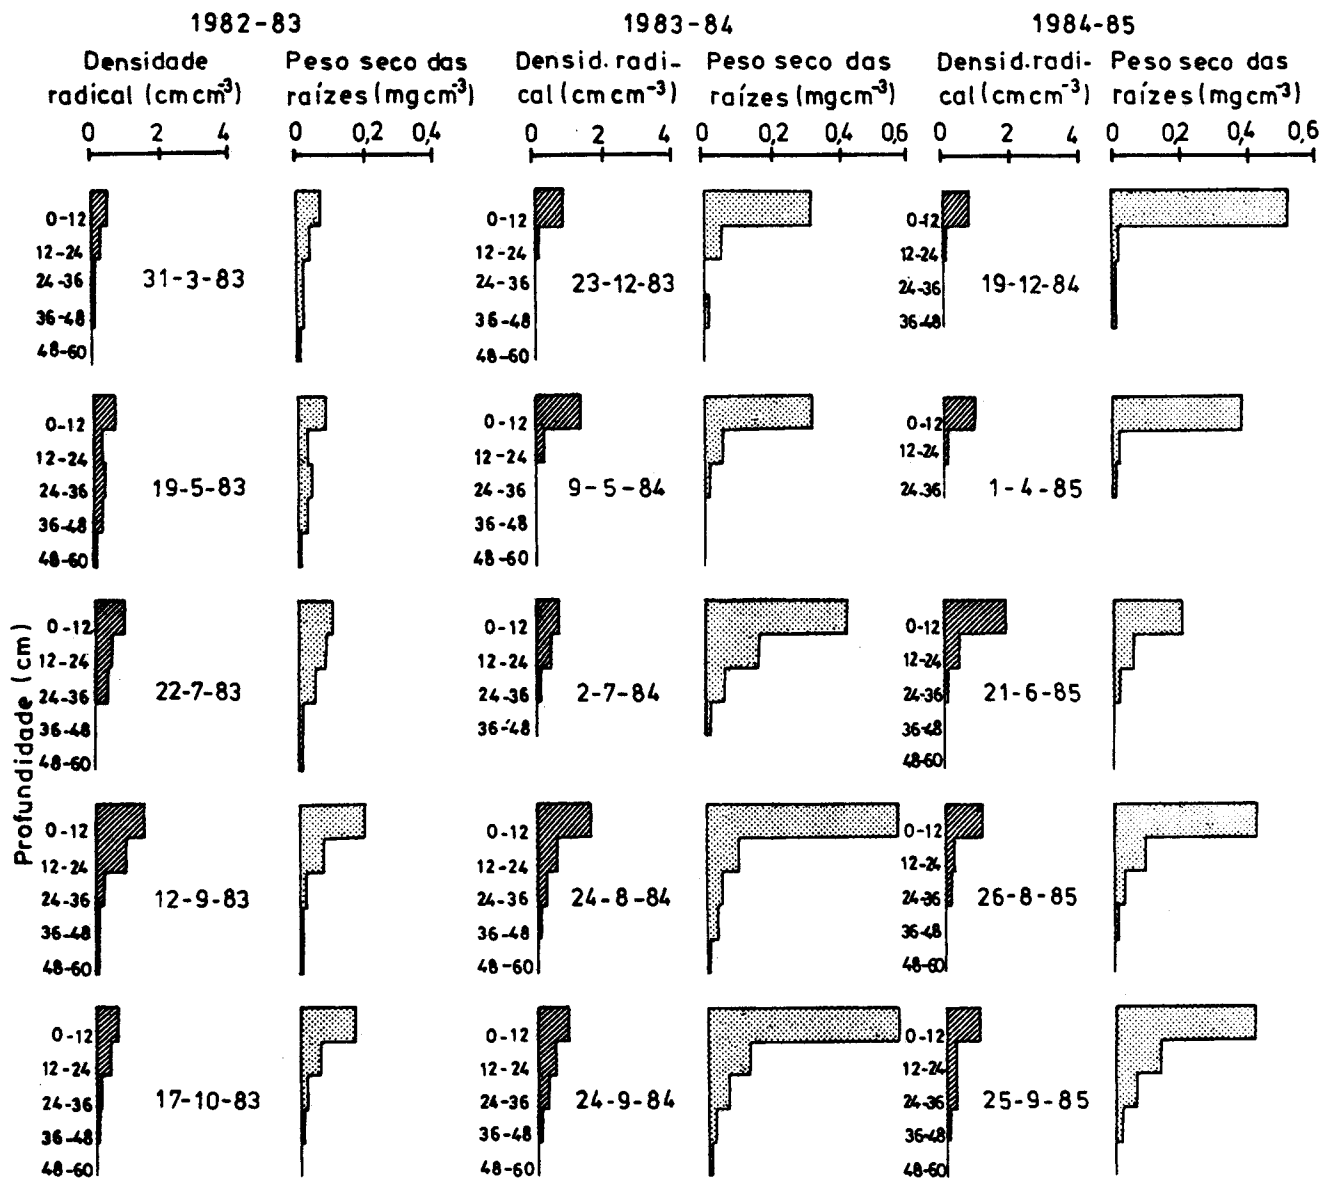 1982-83 1983-84 1984-85
Densidade Peso seco das Densid. radi- Peso seco das Densid. radi- Peso seco das
radical (cm cm⁻³) raízes (mg cm⁻³) cal (cm cm⁻³) raízes (mg cm⁻³) cal (cm cm⁻³) raízes (mg cm⁻³)
0 2 4 0 0,2 0,4 0 2 4 0 0,2 0,4 0,6 0 2 4 0 0,2 0,4 0,6
Profundidade (cm)
0-12 0-12 0-12
12-24 12-24 12-24
24-36 31-3-83 24-36 23-12-83 24-36 19-12-84
36-48 36-48 36-48
48-60 48-60
0-12 0-12 0-12
12-24 12-24 12-24
24-36 19-5-83 24-36 9-5-84 24-36 1-4-85
36-48 36-48
48-60 48-60
0-12 0-12 0-12
12-24 12-24 12-24
24-36 22-7-83 24-36 2-7-84 24-36 21-6-85
36-48 36-48 36-48
48-60 48-60
0-12 0-12 0-12
12-24 12-24 12-24
24-36 12-9-83 24-36 24-8-84 24-36 26-8-85
36-48 36-48 36-48
48-60 48-60 48-60
0-12 0-12 0-12
12-24 12-24 12-24
24-36 17-10-83 24-36 24-9-84 24-36 25-9-85
36-48 36-48 36-48
48-60 48-60 48-60